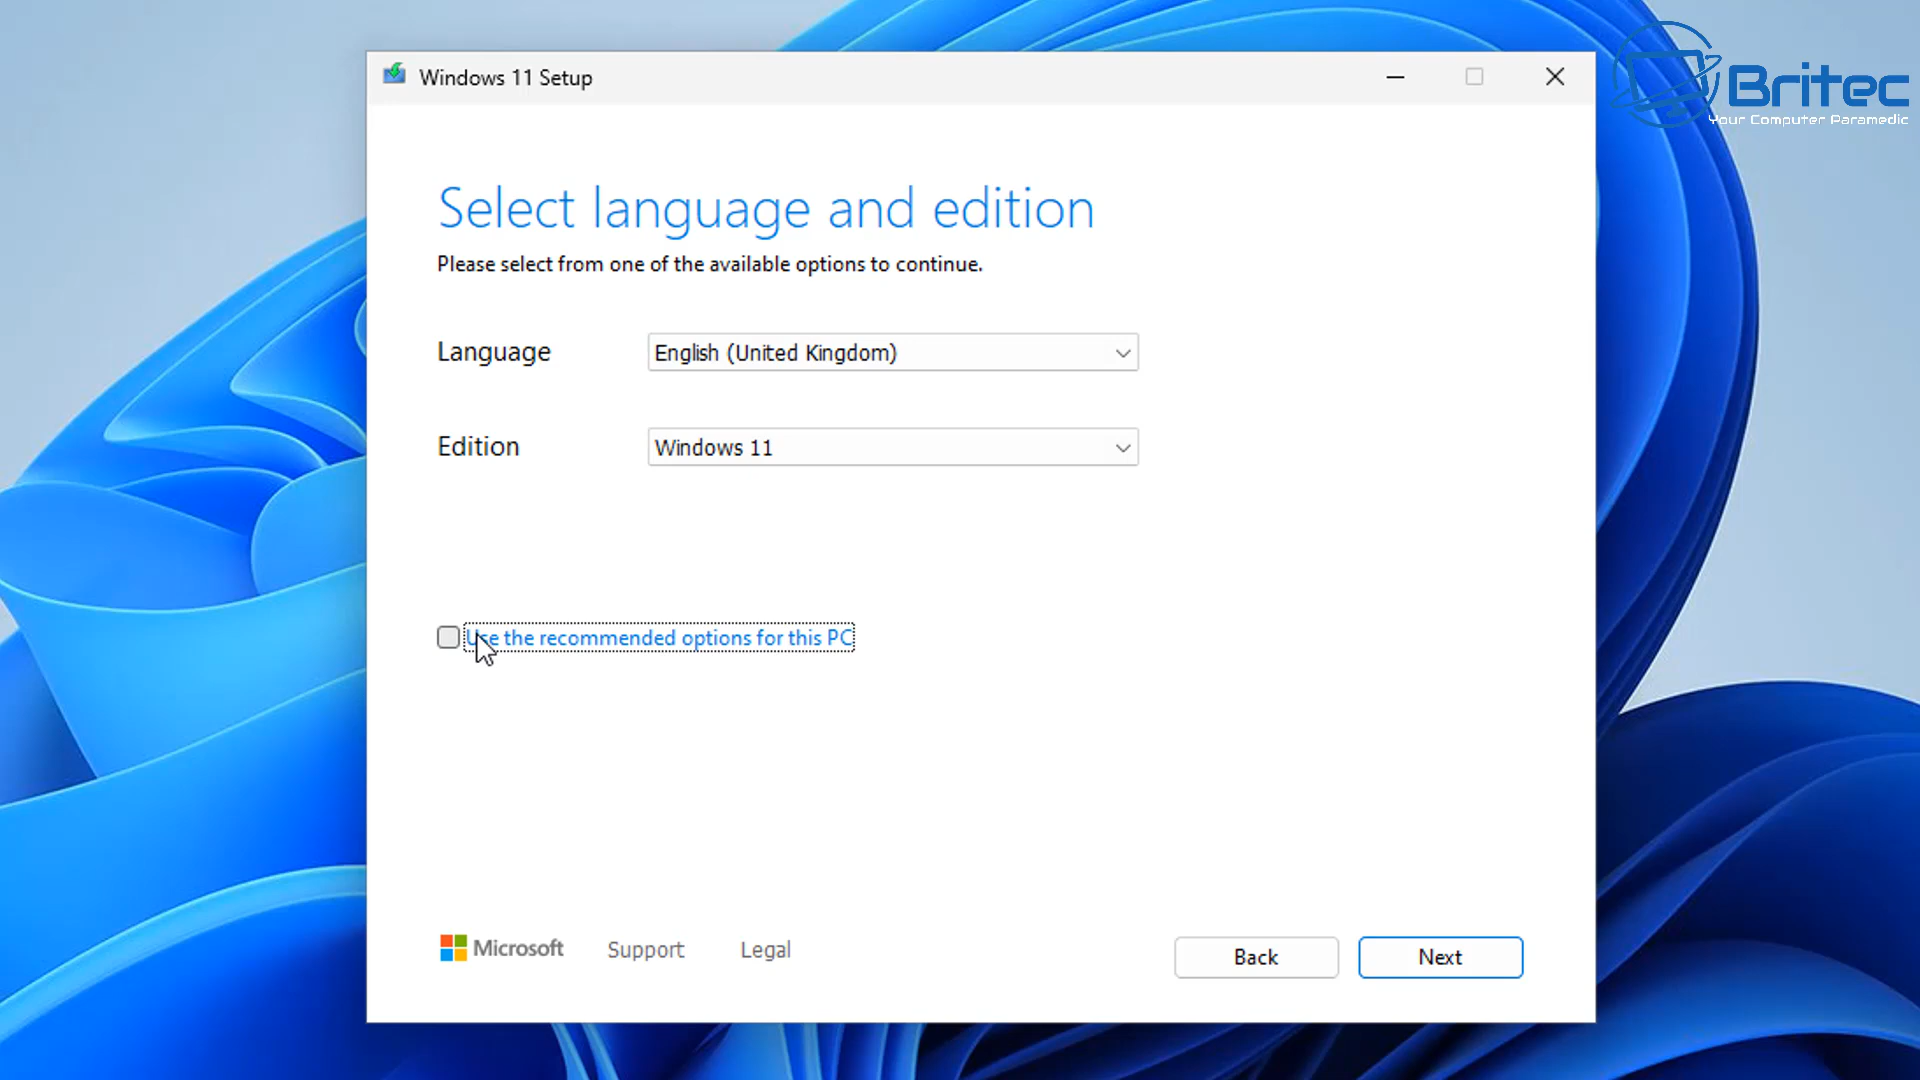 Windows 11 Setup
Britec
Your Computer Paramedic
Select language and edition
Please select from one of the available options to continue.
Language
English (United Kingdom)
Edition
Windows 11
Use the recommended options for this PC
Microsoft
Support
Legal
Back
Next